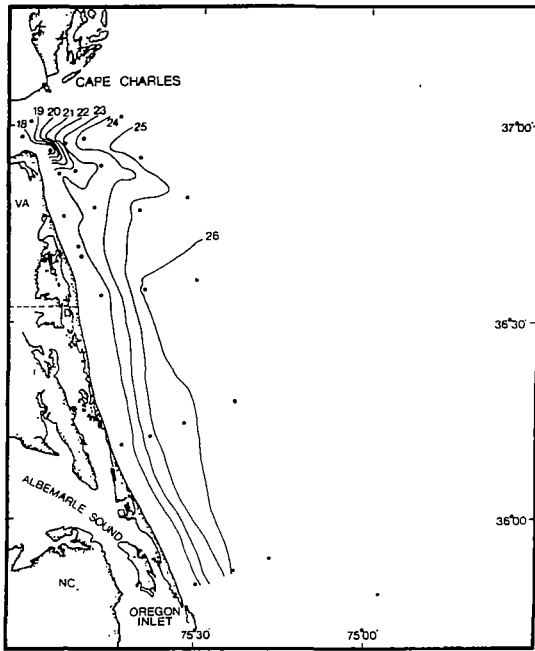 CAPE CHARLES
18 19 20 21 22 23 24 25
37°00'
VA
26
36°30'
ALBEMARLE SOUND
36°00'
NC
OREGON INLET
75°30'
75°00'